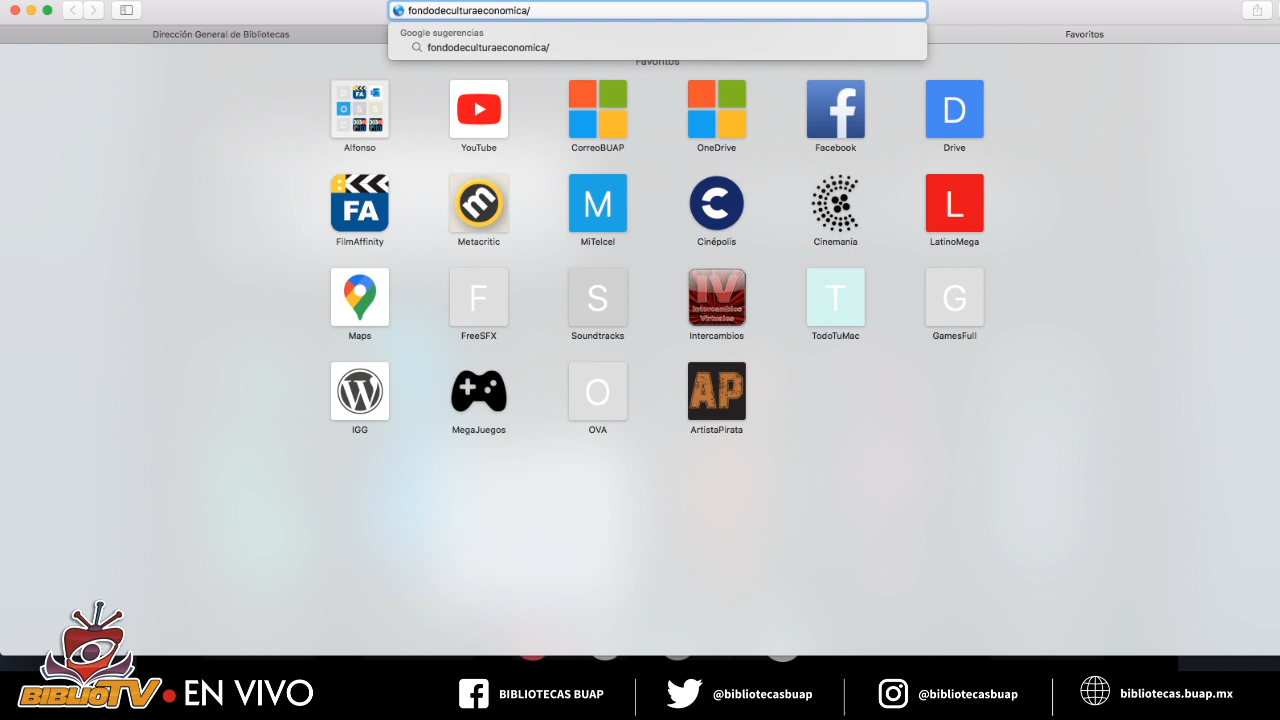 fondodeculturaeconomica/
Dirección General de Bibliotecas
Favoritos
Google sugerencias
fondodeculturaeconomica/
Favoritos
Alfonso
YouTube
CorreoBUAP
OneDrive
Facebook
D
Drive
FA
FilmAffinity
m
Metacritic
M
MiTelcel
C
Cinépolis
Cinemania
L
LatinoMega
Maps
F
FreeSFX
S
Soundtracks
IV
Intercambios
Virtuales
Intercambios
T
TodoTuMac
G
GamesFull
IGG
MegaJuegos
O
OVA
AP
ArtistaPirata
BIBLIOTV
EN VIVO
BIBLIOTECAS BUAP
@bibliotecasbuap
@bibliotecasbuap
bibliotecas.buap.mx